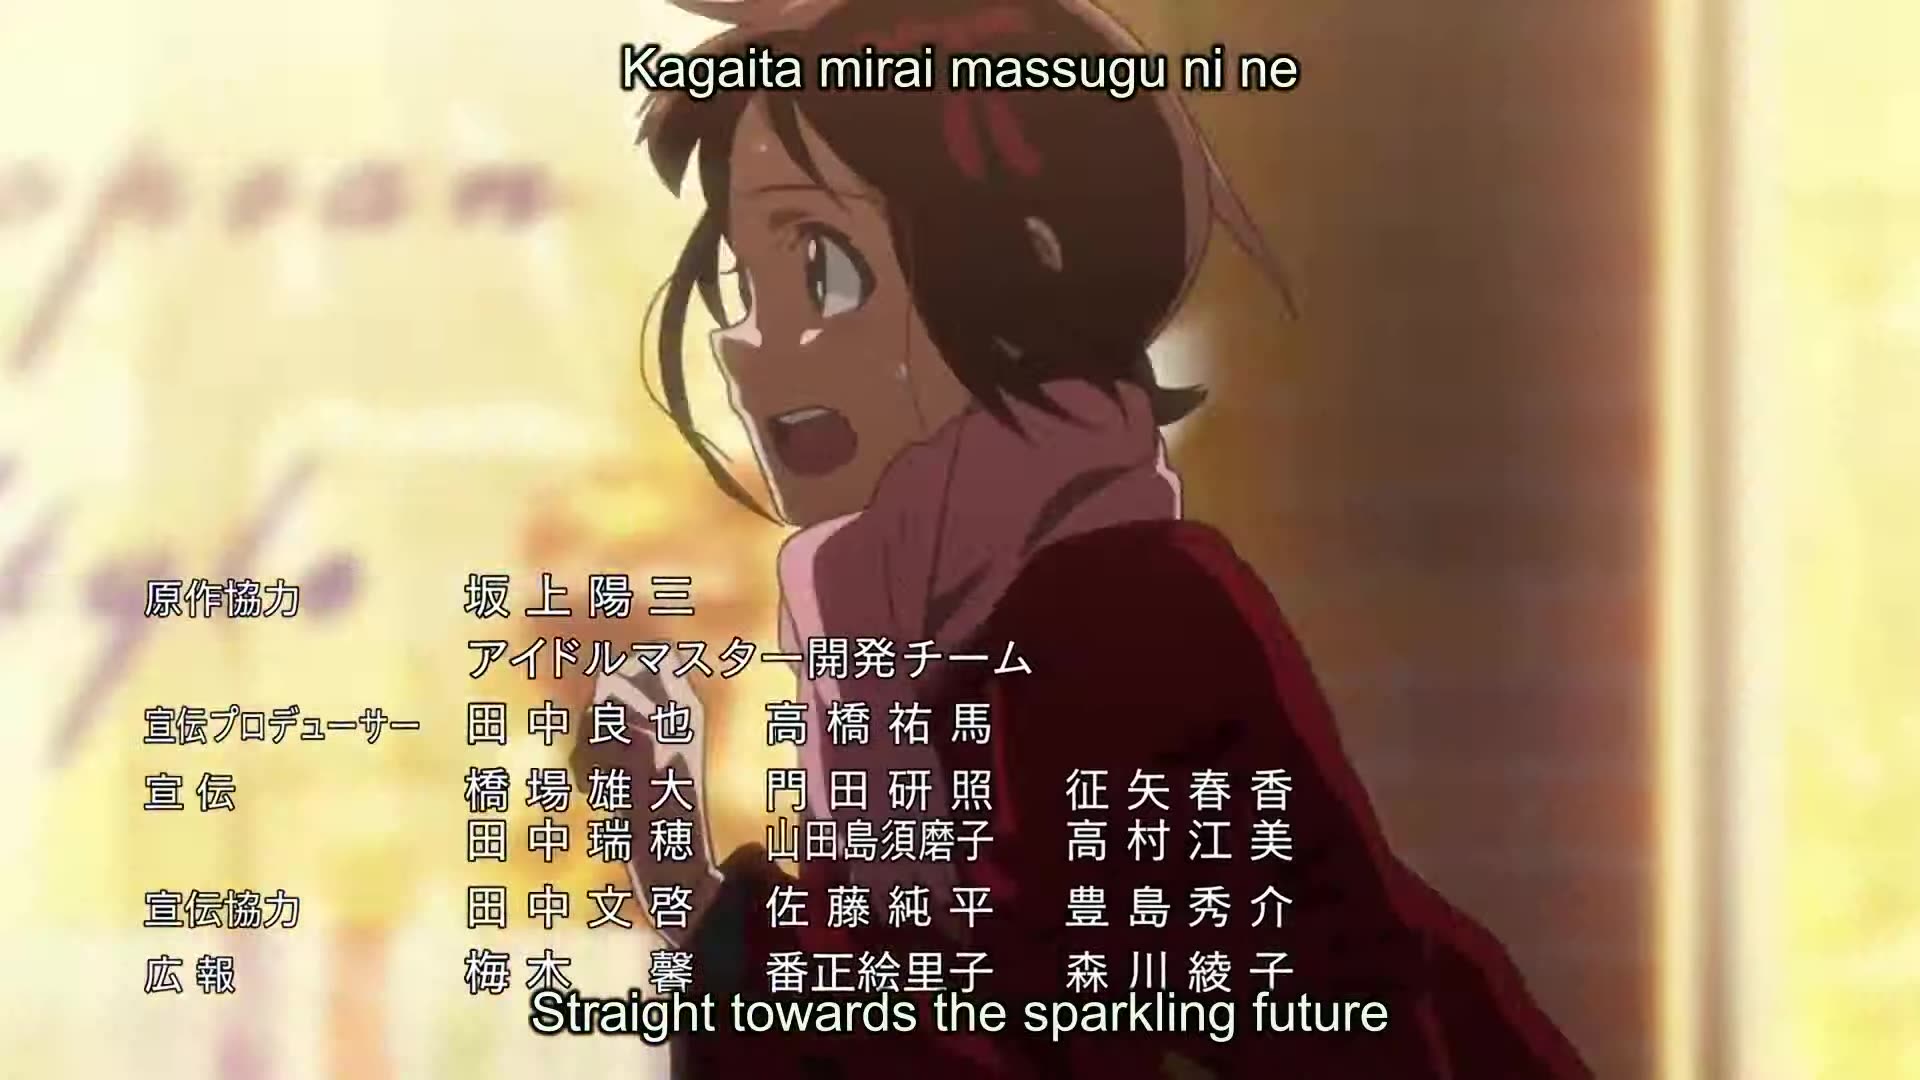 Kagaita mirai massugu ni ne
原作協力 坂上陽三
アイドルマスター開発チーム
宣伝プロデューサー 田中良也 高橋祐馬
宣伝 橋場雄大 門田研照 征矢春香
田中瑞穂 山田島須磨子 高村江美
宣伝協力 田中文啓 佐藤純平 豊島秀介
広報 梅木馨 番正絵里子 森川綾子
Straight towards the sparkling future